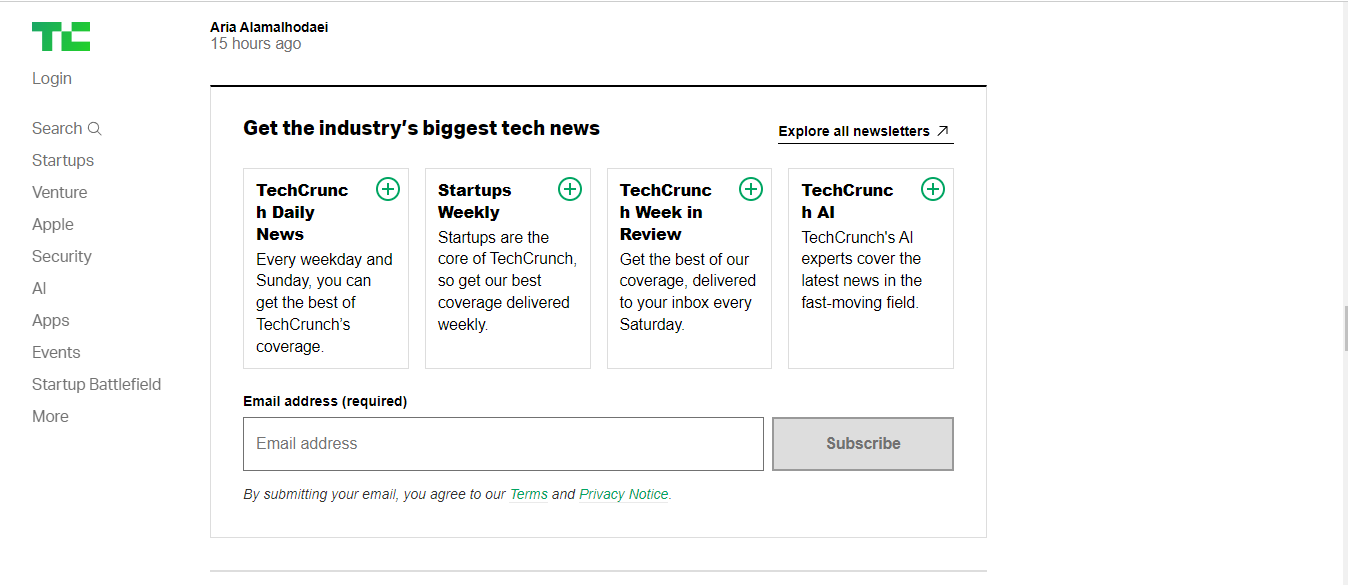 TC
Login
Search
Startups
Venture
Apple
Security
AI
Apps
Events
Startup Battlefield
More
Aria Alamalhodaei
15 hours ago
Get the industry’s biggest tech news
Explore all newsletters
TechCrunc
h Daily
News
Every weekday and
Sunday, you can
get the best of
TechCrunch’s
coverage.
Startups
Weekly
Startups are the
core of TechCrunch,
so get our best
coverage delivered
weekly.
TechCrunc
h Week in
Review
Get the best of our
coverage, delivered
to your inbox every
Saturday.
TechCrunc
h AI
TechCrunch's AI
experts cover the
latest news in the
fast-moving field.
Email address (required)
Email address
Subscribe
By submitting your email, you agree to our Terms and Privacy Notice.